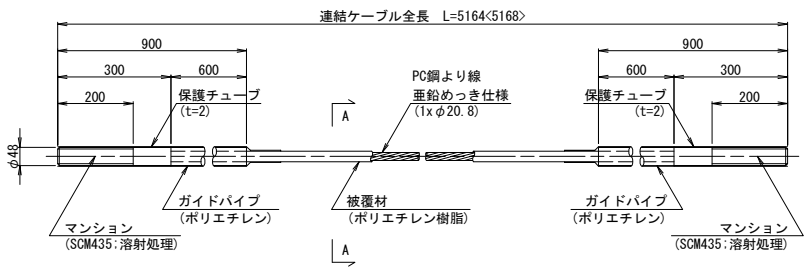 連結ケーブル全長 L=5164<5168>
900
900
300
600
PC鋼より線
600
300
200
保護チューブ
(t=2)
亜鉛めっき仕様
(1xφ20.8)
保護チューブ
(t=2)
200
A
φ48
ガイドパイプ
(ポリエチレン)
被覆材
(ポリエチレン樹脂)
ガイドパイプ
(ポリエチレン)
マンション
(SCM435;溶射処理)
マンション
(SCM435;溶射処理)
A